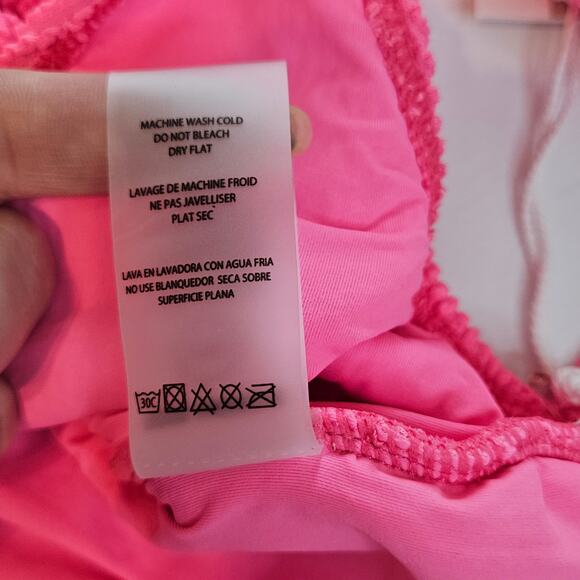 MACHINE WASH COLD
DO NOT BLEACH
DRY FLAT
LAVAGE DE MACHINE FROID
NE PAS JAVELLISER
PLAT SEC
LAVA EN LAVADORA CON AGUA FRIA
NO USE BLANQUEDOR SECA SOBRE
SUPERFICIE PLANA
30C